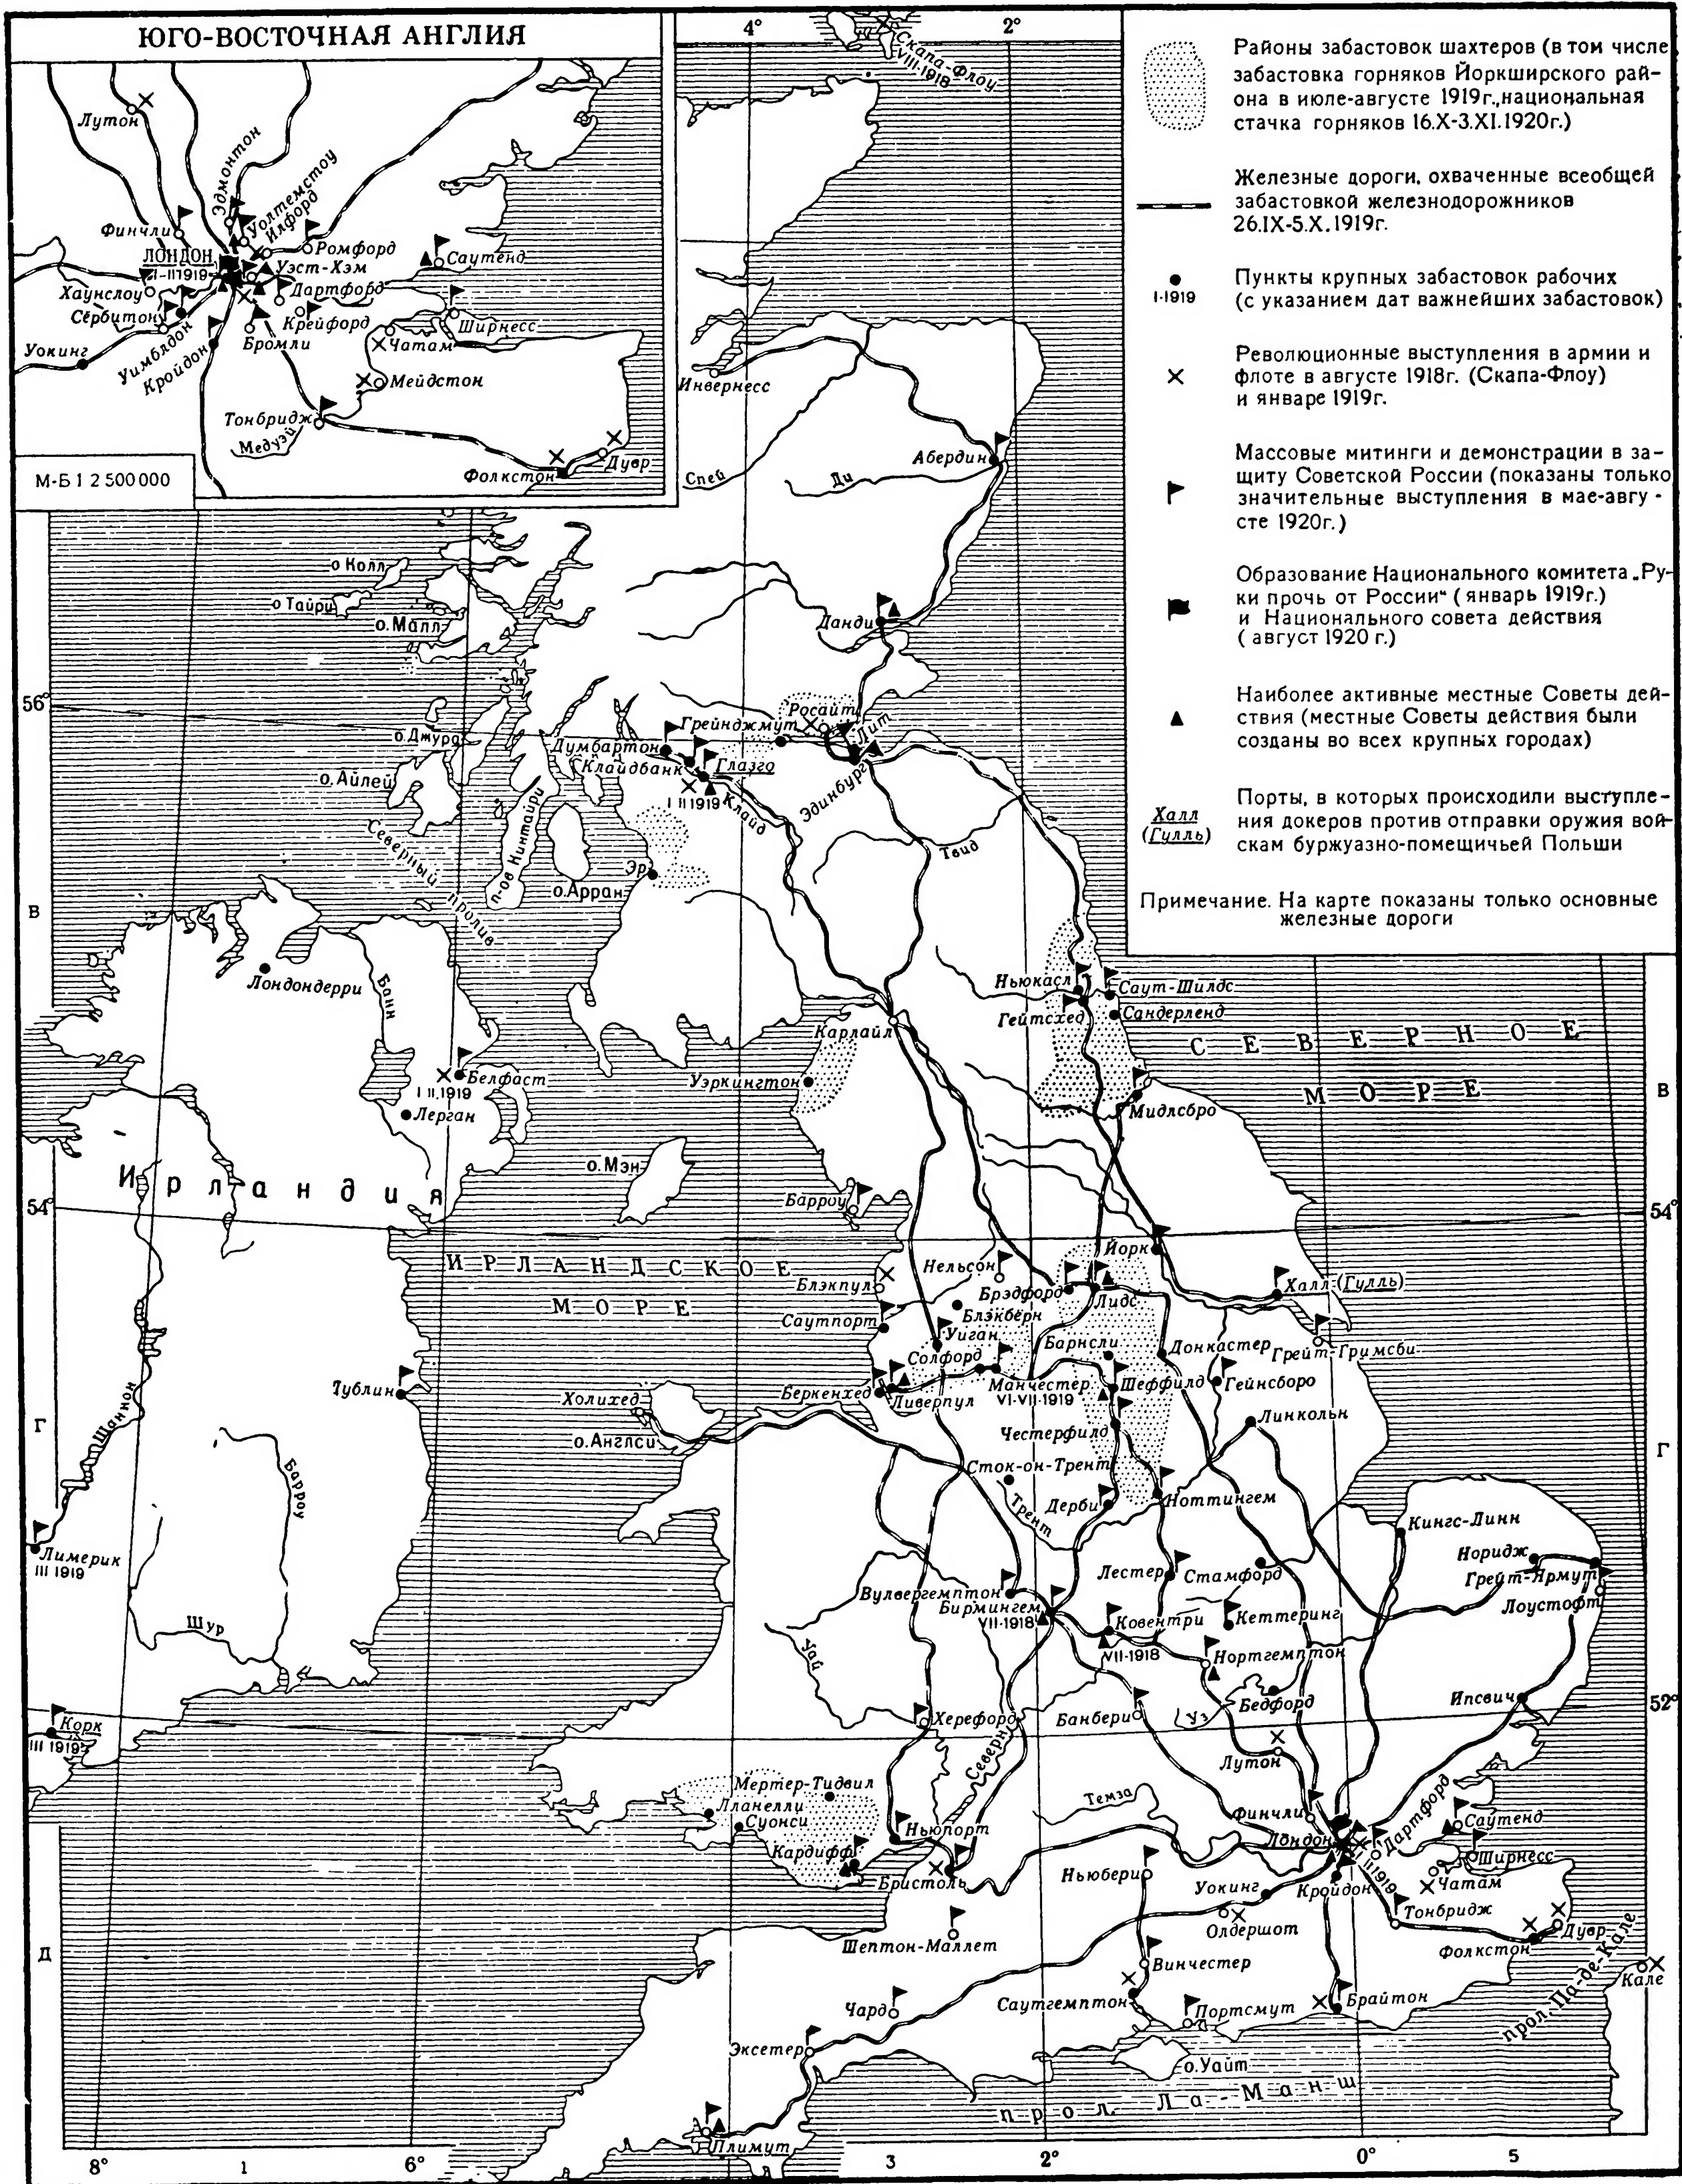 ЮГО-ВОСТОЧНАЯ АНГЛИЯ
Лутон
Эдмонтон
Уолтемстоу
Илфорд
Финчли
Ромфорд
ЛОНДОН
I-II 1919
Уэст-Хэм
Саутенд
Хаунслоу
Дартфорд
Сербитон
Крейфорд
Ширнесс
Уимблдон
Бромли
Чатам
Уокинг
Кройдон
Мейдстон
Тонбридж
Медуэй
Дувр
Фолкстон
М-Б 1 2 500 000
4°
2°
Скапа-Флоу
VIII-1918
Районы забастовок шахтеров (в том числе
забастовка горняков Йоркширского рай-
она в июле-августе 1919г.,национальная
стачка горняков 16.X-3.XI.1920г.)
Железные дороги, охваченные всеобщей
забастовкой железнодорожников
26.IX-5.X.1919г.
Пункты крупных забастовок рабочих
I-1919
(с указанием дат важнейших забастовок)
Революционные выступления в армии и
флоте в августе 1918г. (Скапа-Флоу)
и январе 1919г.
Массовые митинги и демонстрации в за-
щиту Советской России (показаны только
значительные выступления в мае-авгу-
сте 1920г.)
Образование Национального комитета „Ру-
ки прочь от России“ (январь 1919г.)
и Национального совета действия
(август 1920 г.)
Наиболее активные местные Советы дей-
ствия (местные Советы действия были
созданы во всех крупных городах)
Халл
(Гулль)
Порты, в которых происходили выступле-
ния докеров против отправки оружия вой-
скам буржуазно-помещичьей Польши
Примечание. На карте показаны только основные
железные дороги
Инвернесс
Абердин
Спей
Ди
о Колл
о Тайри
о. Малл
Данди
56°
Росайт
Грейнджмут
Лит
о.Джура
Думбартон
Клайдбанк
Глазго
о.Айлей
I II 1919
Клайд
Эдинбург
Северный пролив
п-ов Кинтайри
Твид
Эр
о.Арран
В
Лондондерри
Банн
Ньюкасл
Саут-Шилдс
Гейтсхед
Сандерленд
Карлайл
СЕВЕРНОЕ
МОРЕ
В
Белфаст
I II.1919
Уэркингтон
Лерган
Мидлсбро
о.Мэн
Ирландия
54°
Барроу
54°
Йорк
ИРЛАНДСКОЕ
МОРЕ
Нельсон
Блэкпул
Брэдфорд
Лидс
Халл (Гулль)
Блэкберн
Саутпорт
Уиган
Барнсли
Донкастер
Грейт-Гримсби
Солфорд
Дублин
Беркенхед
Ливерпул
Манчестер
VI-VII-1919
Шеффилд
Гейнсборо
Холихед
Линкольн
Г
Шаннон
о.Англси
Честерфилд
Г
Сток-он-Трент
Барроу
Трент
Дерби
Ноттингем
Кингс-Линн
Лимерик
III 1919
Норидж
Лестер
Стамфорд
Грейт-Ярмут
Вулвергемптон
Лоустофт
Бирмингем
VII-1918
Шур
Ковентри
VII-1918
Кеттеринг
Уай
Нортгемптон
Бедфорд
Ипсвич
52°
Корк
III 1919
Херефорд
Банбери
Уз
Северн
Лутон
Мертер-Тидвил
Лланелли
Темза
Суонси
Финчли
Дартфорд
Саутенд
Ньюпорт
Лондон
I II 1919
Кардифф
Ширнесс
Бристоль
Ньюбери
Чатам
Уокинг
Кройдон
Тонбридж
Олдершот
Шептон-Маллет
Дувр
Д
Фолкстон
Винчестер
Кале
Саутгемптон
Чард
Портсмут
Брайтон
прол. Па-де-Кале
Эксетер
о.Уайт
прол. Ла-Манш
Плимут
8°
1
6°
3
2°
0°
5